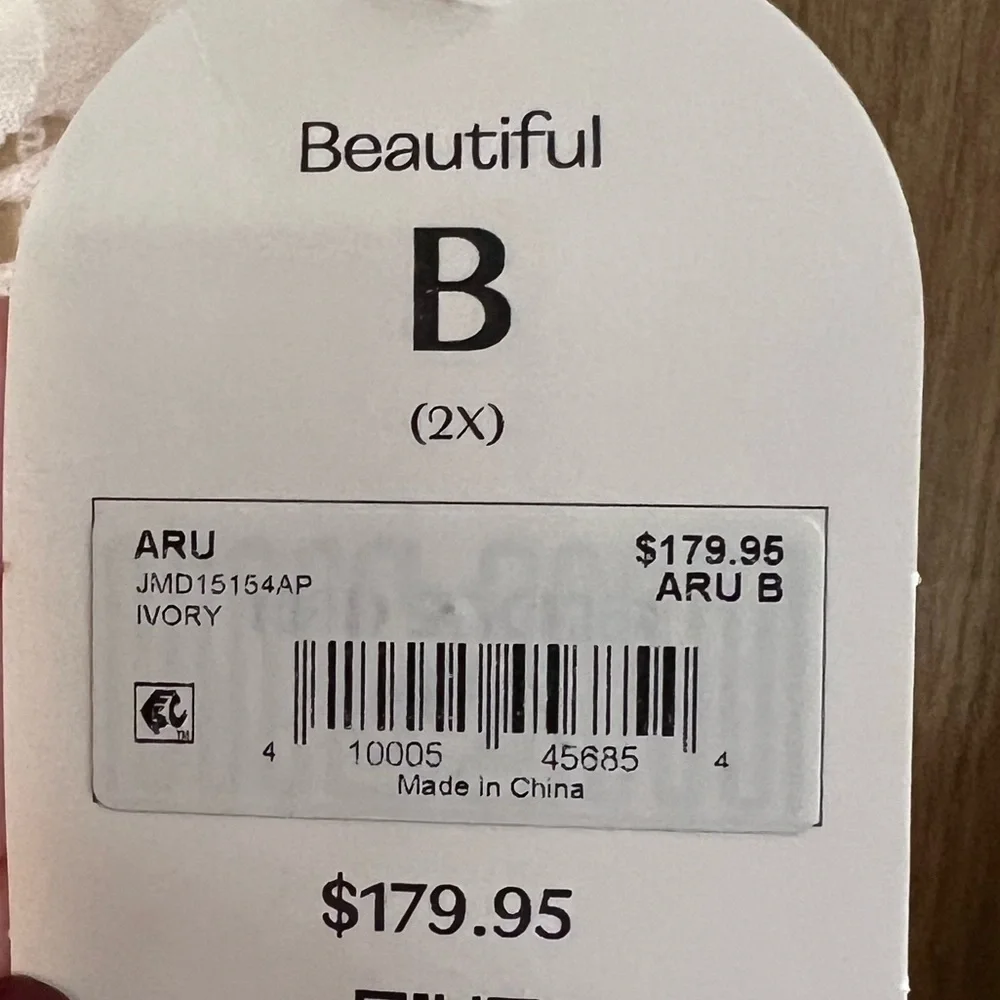 Beautiful
B
(2X)
ARU $179.95
JMD15154AP ARU B
IVORY
4 10005 45685 4
Made in China
$179.95